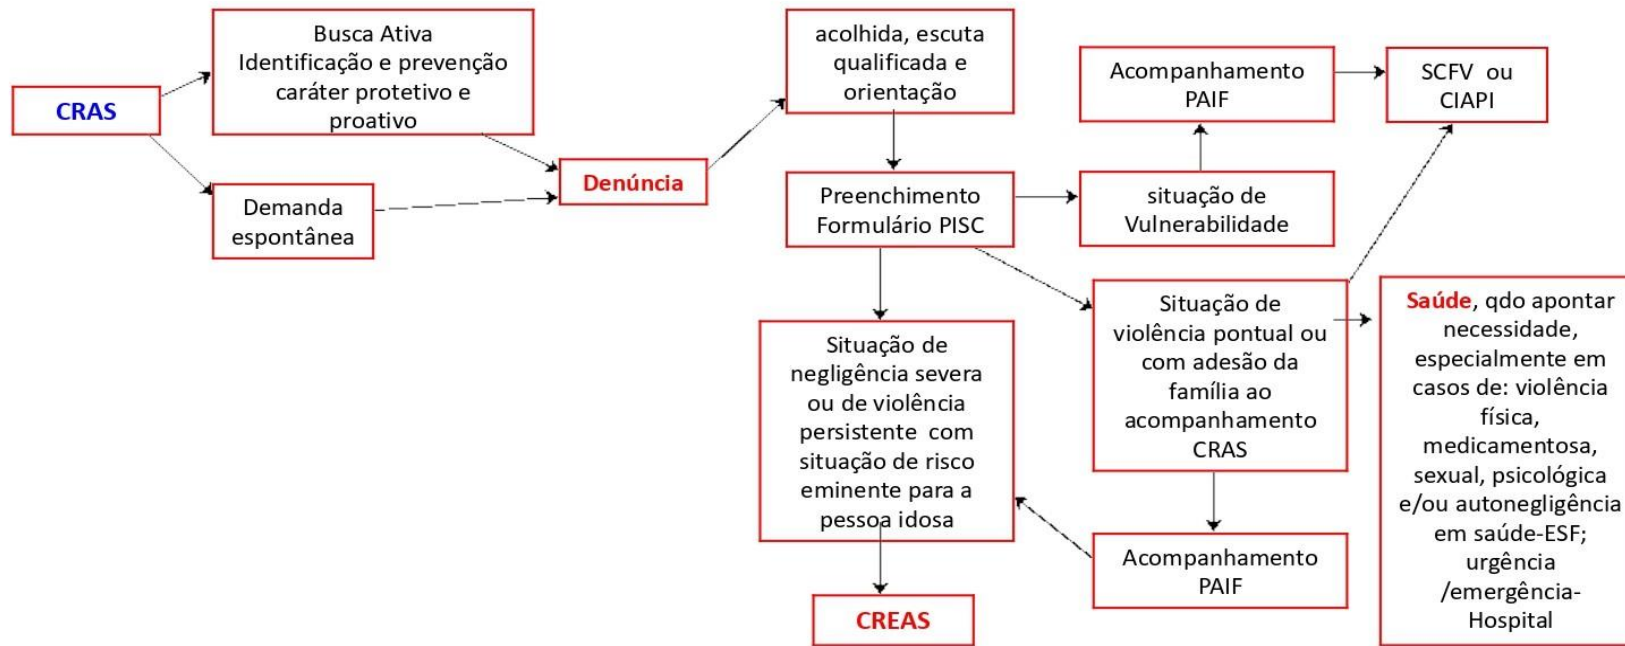 CRAS
Busca Ativa
Identificação e prevenção
caráter protetivo e
proativo
Demanda
espontânea
Denúncia
acolhida, escuta
qualificada e
orientação
Preenchimento
Formulário PISC
situação de
Vulnerabilidade
Acompanhamento
PAIF
SCFV ou
CIAPI
Situação de
negligência severa
ou de violência
persistente com
situação de risco
eminente para a
pessoa idosa
CREAS
Situação de
violência pontual ou
com adesão da
família ao
acompanhamento
CRAS
Acompanhamento
PAIF
Saúde, qdo apontar
necessidade,
especialmente em
casos de: violência
física,
medicamentosa,
sexual, psicológica
e/ou autonegligência
em saúde-ESF;
urgência
/emergência-
Hospital